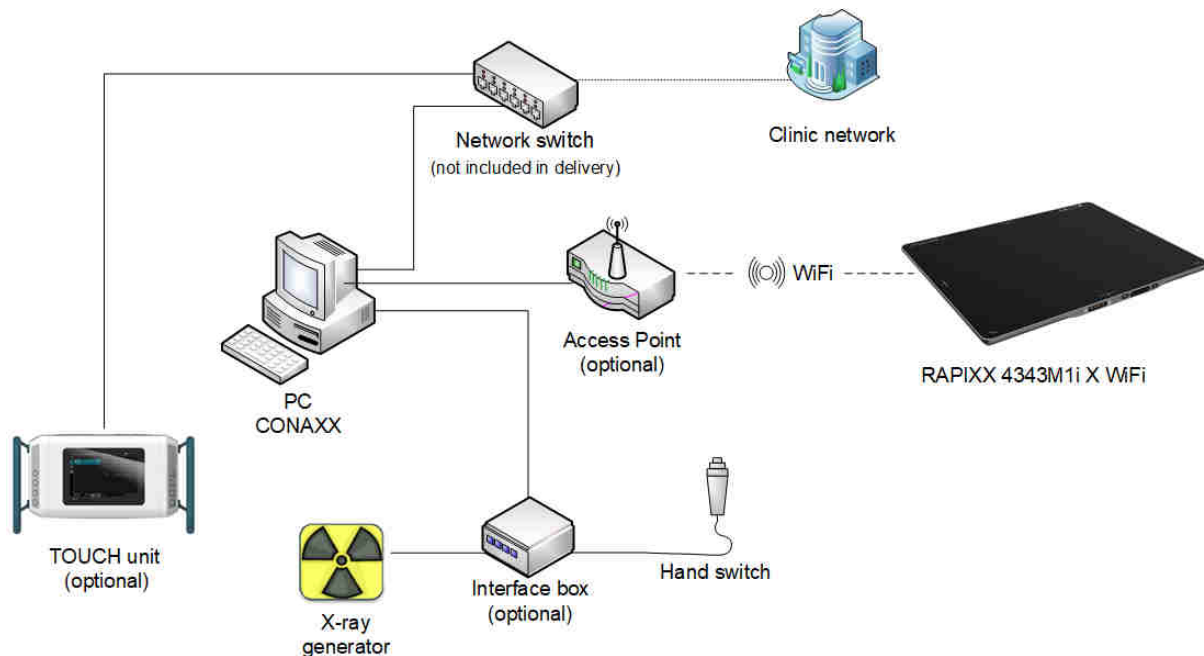 Network switch
(not included in delivery)
Clinic network
WiFi
Access Point
(optional)
RAPIXX 4343M1i X WiFi
PC
CONAXX
TOUCH unit
(optional)
X-ray
generator
Interface box
(optional)
Hand switch